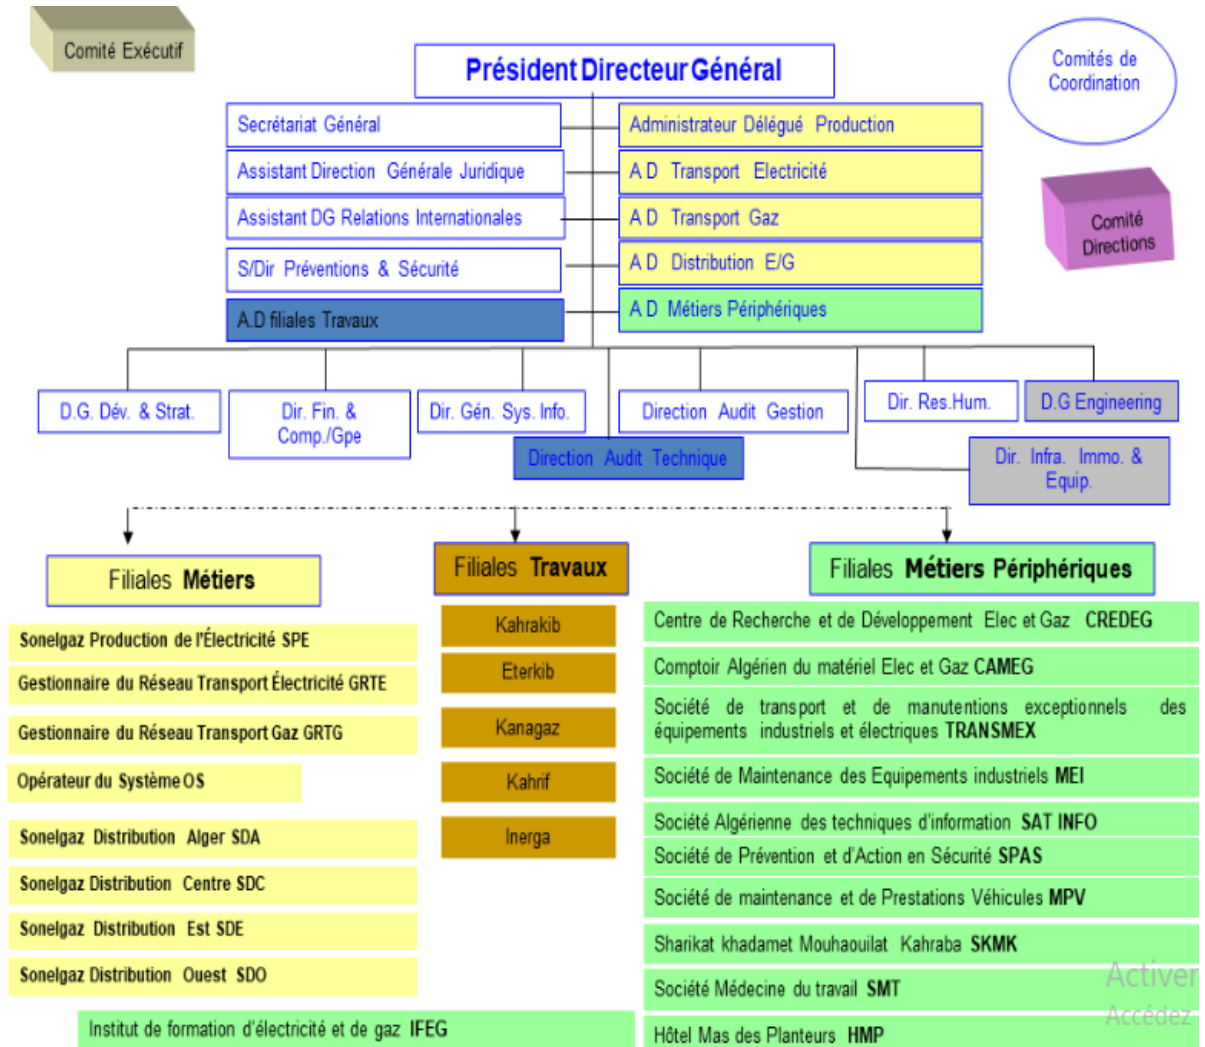 Comité Exécutif
Président Directeur Général
Comités de
Coordination
Secrétariat Général
Administrateur Délégué Production
Assistant Direction Générale Juridique
A D Transport Electricité
Assistant DG Relations Internationales
A D Transport Gaz
Comité
Directions
S/Dir Préventions & Sécurité
A D Distribution E/G
A.D filiales Travaux
A D Métiers Périphériques
D.G. Dév. & Strat.
Dir. Fin. &
Comp./Gpe
Dir. Gén. Sys. Info.
Direction Audit Technique
Direction Audit Gestion
Dir. Res.Hum.
D.G Engineering
Dir. Infra. Immo. &
Equip.
Filiales Métiers
Sonelgaz Production de l'Électricité SPE
Gestionnaire du Réseau Transport Électricité GRTE
Gestionnaire du Réseau Transport Gaz GRTG
Opérateur du Système OS
Sonelgaz Distribution Alger SDA
Sonelgaz Distribution Centre SDC
Sonelgaz Distribution Est SDE
Sonelgaz Distribution Ouest SDO
Filiales Travaux
Kahrakib
Eterkib
Kanagaz
Kahrif
Inerga
Filiales Métiers Périphériques
Centre de Recherche et de Développement Elec et Gaz CREDEG
Comptoir Algérien du matériel Elec et Gaz CAMEG
Société de transport et de manutentions exceptionnels des
équipements industriels et électriques TRANSMEX
Société de Maintenance des Equipements industriels MEI
Société Algérienne des techniques d'information SAT INFO
Société de Prévention et d'Action en Sécurité SPAS
Société de maintenance et de Prestations Véhicules MPV
Sharikat khadamet Mouhaouilat Kahraba SKMK
Société Médecine du travail SMT
Hôtel Mas des Planteurs HMP
Institut de formation d'électricité et de gaz IFEG
Activer
Accédez